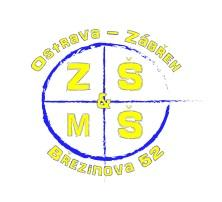 Ostrava – Zábřeh
Z Š
&
M Š
Březinova 52